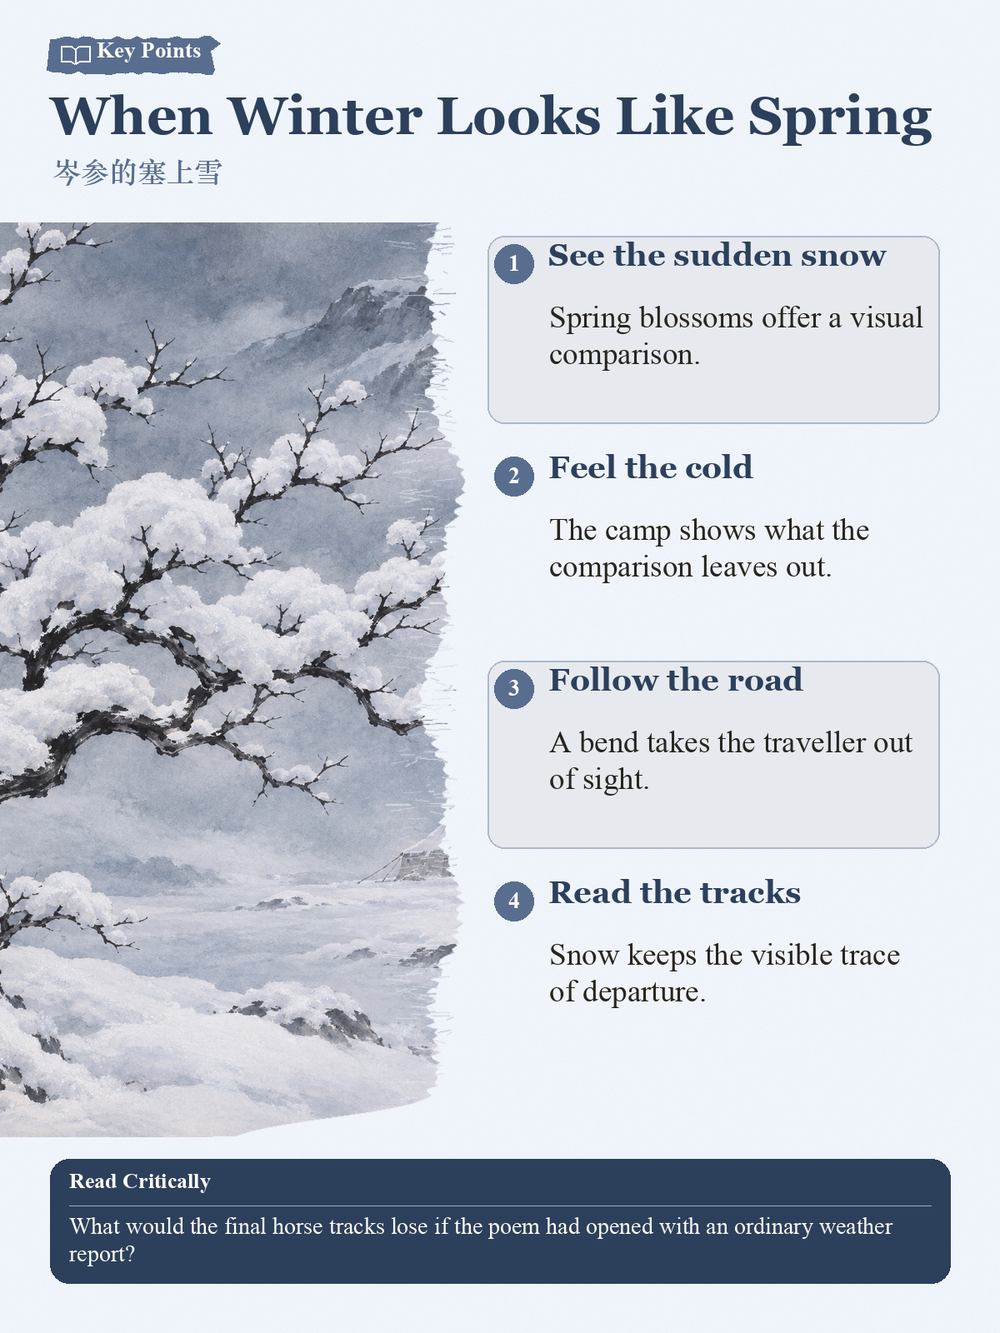 Key Points
When Winter Looks Like Spring
岑参的塞上雪
1 See the sudden snow
Spring blossoms offer a visual
comparison.
2 Feel the cold
The camp shows what the
comparison leaves out.
3 Follow the road
A bend takes the traveller out
of sight.
4 Read the tracks
Snow keeps the visible trace
of departure.
Read Critically
What would the final horse tracks lose if the poem had opened with an ordinary weather
report?